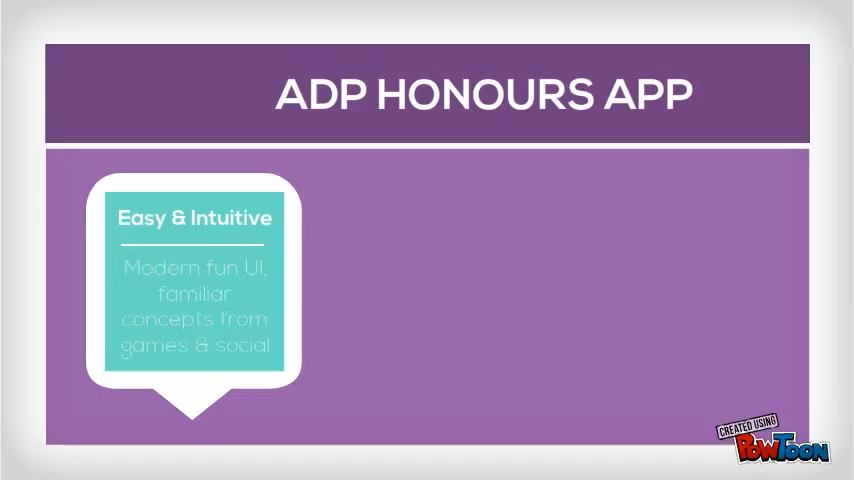 ADP HONOURS APP
Easy & Intuitive
Modern fun UI,
familiar
concepts from
games & social
CREATED USING
POWTOON